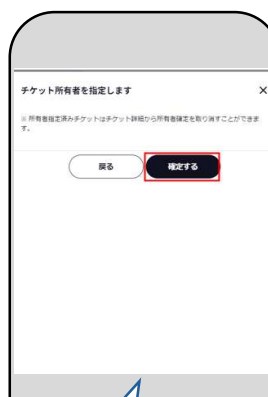 チケット所有者を指定します ×
※ 所有者指定済みチケットはチケット詳細から所有者確定を取り消すことができま
す。
戻る 確定する